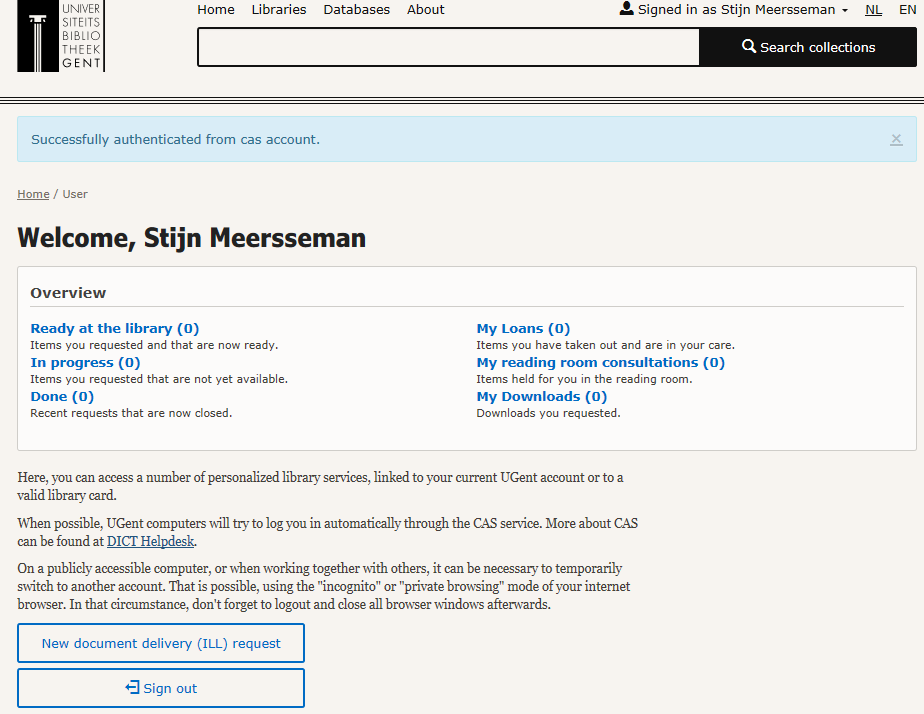 UNIVER
SITEITS
BIBLIO
THEEK
GENT
Home Libraries Databases About
Signed in as Stijn Meersseman NL EN
Search collections
Successfully authenticated from cas account. ×
Home / User
Welcome, Stijn Meersseman
Overview
Ready at the library (0)
Items you requested and that are now ready.
In progress (0)
Items you requested that are not yet available.
Done (0)
Recent requests that are now closed.
My Loans (0)
Items you have taken out and are in your care.
My reading room consultations (0)
Items held for you in the reading room.
My Downloads (0)
Downloads you requested.
Here, you can access a number of personalized library services, linked to your current UGent account or to a
valid library card.
When possible, UGent computers will try to log you in automatically through the CAS service. More about CAS
can be found at DICT Helpdesk.
On a publicly accessible computer, or when working together with others, it can be necessary to temporarily
switch to another account. That is possible, using the "incognito" or "private browsing" mode of your internet
browser. In that circumstance, don't forget to logout and close all browser windows afterwards.
New document delivery (ILL) request
Sign out